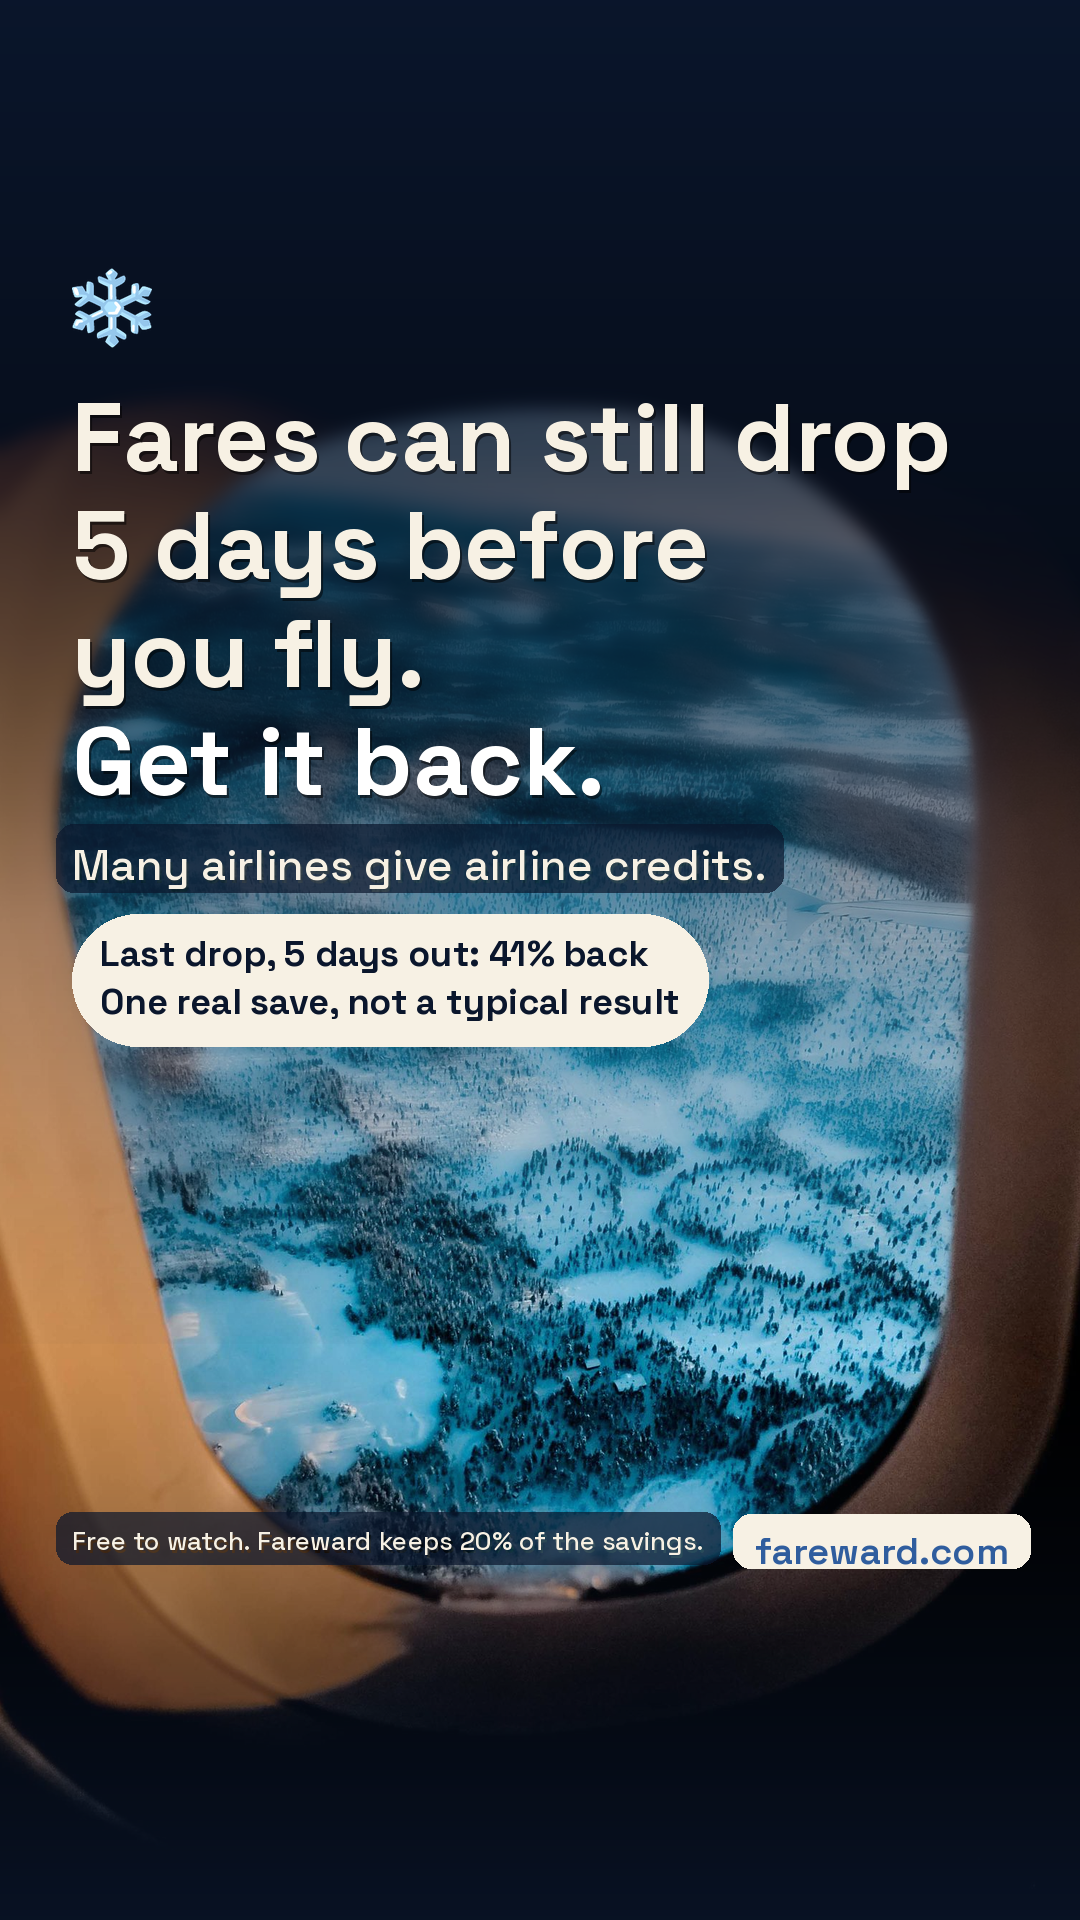 Fares can still drop
5 days before
you fly.
Get it back.
Many airlines give airline credits.
Last drop, 5 days out: 41% back
One real save, not a typical result
Free to watch. Fareward keeps 20% of the savings.
fareward.com